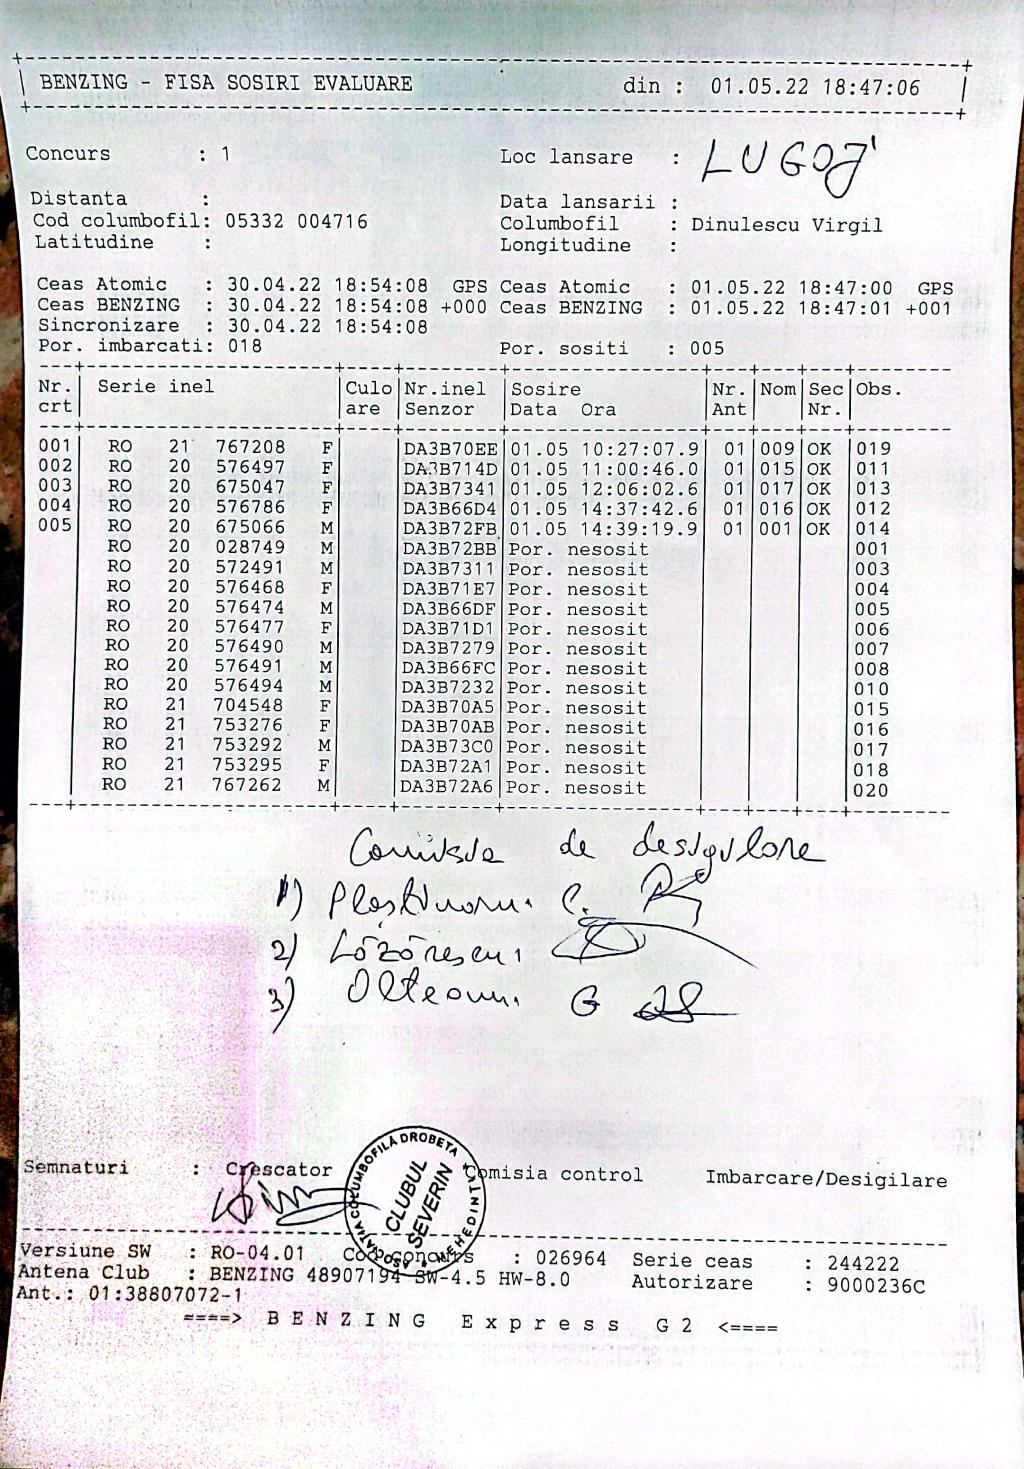 BENZING - FISA SOSIRI EVALUARE din : 01.05.22 18:47:06
Concurs : 1 Loc lansare : LUGOJ
Distanta : Data lansarii :
Cod columbofil: 05332 004716 Columbofil : Dinulescu Virgil
Latitudine : Longitudine :
Ceas Atomic : 30.04.22 18:54:08 GPS Ceas Atomic : 01.05.22 18:47:00 GPS
Ceas BENZING : 30.04.22 18:54:08 +000 Ceas BENZING : 01.05.22 18:47:01 +001
Sincronizare : 30.04.22 18:54:08
Por. imbarcati: 018 Por. sositi : 005
Nr. Serie inel Culo Nr.inel Sosire Nr. Nom Sec Obs.
crt are Senzor Data Ora Ant Nr.
001 RO 21 767208 F DA3B70EE 01.05 10:27:07.9 01 009 OK 019
002 RO 20 576497 F DA3B714D 01.05 11:00:46.0 01 015 OK 011
003 RO 20 675047 F DA3B7341 01.05 12:06:02.6 01 017 OK 013
004 RO 20 576786 F DA3B66D4 01.05 14:37:42.6 01 016 OK 012
005 RO 20 675066 M DA3B72FB 01.05 14:39:19.9 01 001 OK 014
RO 20 028749 M DA3B72BB Por. nesosit 001
RO 20 572491 M DA3B7311 Por. nesosit 003
RO 20 576468 F DA3B71E7 Por. nesosit 004
RO 20 576474 M DA3B66DF Por. nesosit 005
RO 20 576477 F DA3B71D1 Por. nesosit 006
RO 20 576490 M DA3B7279 Por. nesosit 007
RO 20 576491 M DA3B66FC Por. nesosit 008
RO 20 576494 M DA3B7232 Por. nesosit 010
RO 21 704548 F DA3B70A5 Por. nesosit 015
RO 21 753276 F DA3B70AB Por. nesosit 016
RO 21 753292 M DA3B73C0 Por. nesosit 017
RO 21 753295 F DA3B72A1 Por. nesosit 018
RO 21 767262 M DA3B72A6 Por. nesosit 020
Comisia de desigilare
1)
2) Lăzărescu
3) Olteanu G
Semnaturi : Crescator Comisia control Imbarcare/Desigilare
ASOCIAȚIA COLUMBOFILĂ DROBETA
MEHEDINȚI
CLUBUL
SEVERIN
Versiune SW : RO-04.01 Cod concurs : 026964 Serie ceas : 244222
Antena Club : BENZING 48907194 SW-4.5 HW-8.0 Autorizare : 9000236C
Ant.: 01:38807072-1
====> BENZING Express G2 <====